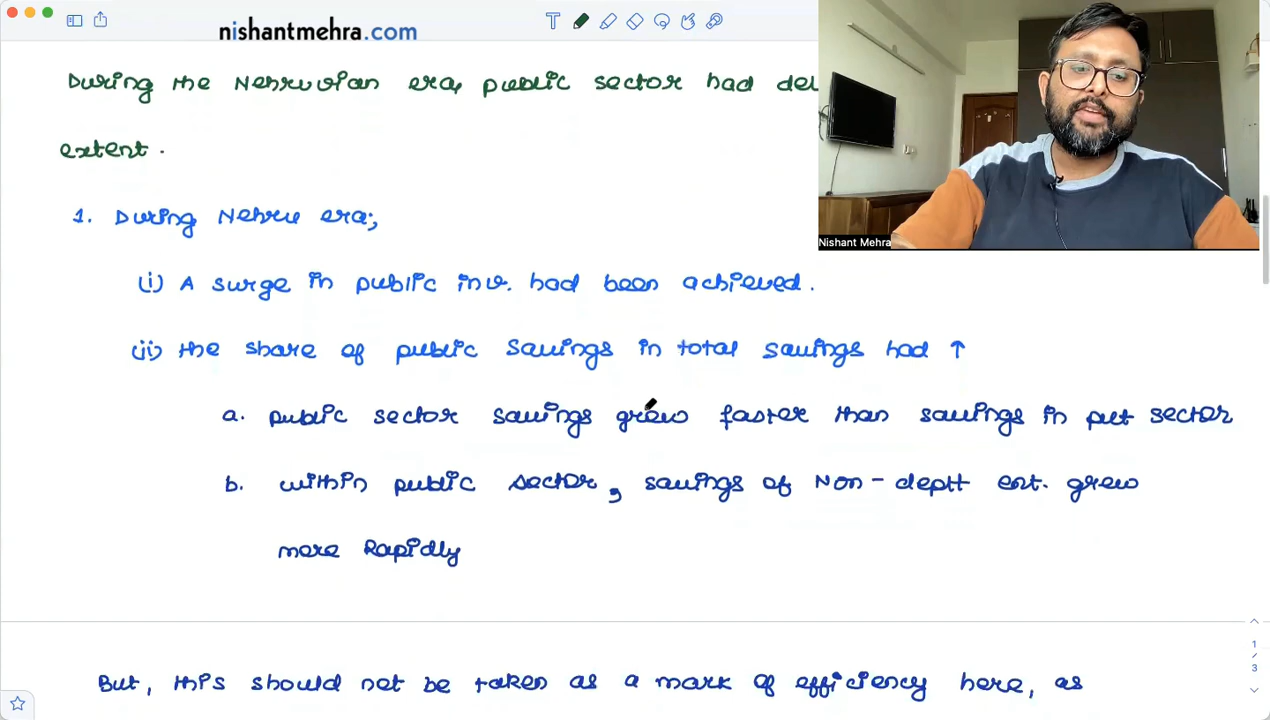 nishantmehra.com
During the Nehruvian era, public sector had del
extent.
1. During Nehru era;
(i) A surge in public inv. had been achieved.
(ii) the share of public savings in total savings had ↑
a. public sector savings grew faster than savings in pvt sector
b. within public sector, savings of Non-deptt ent. grew
more Rapidly
But, this should not be taken as a mark of efficiency here, as
Nishant Mehra
1
/
3